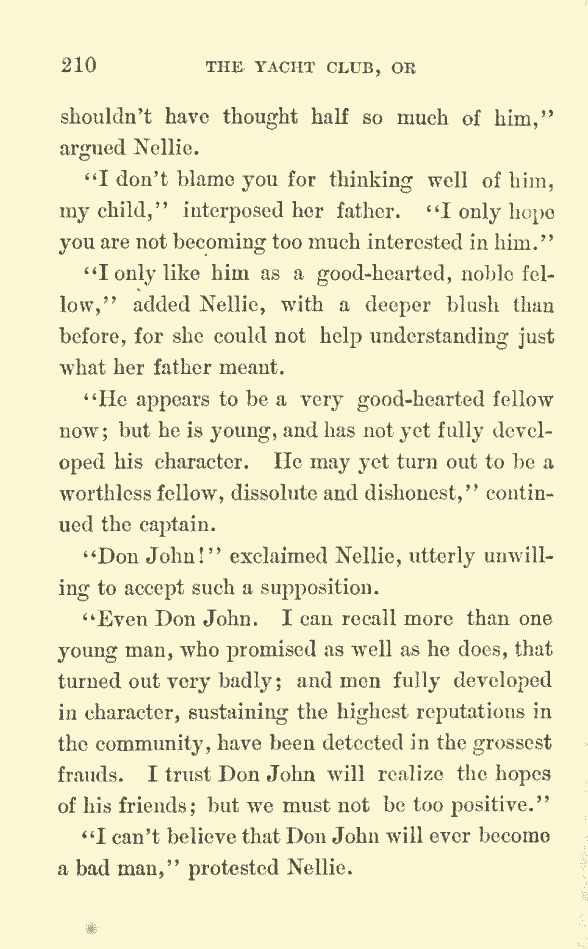 210 THE YACHT CLUB, OR
shouldn't have thought half so much of him,"
argued Nellie.
"I don't blame you for thinking well of him,
my child," interposed her father. "I only hope
you are not becoming too much interested in him."
"I only like him as a good-hearted, noble fel-
low," added Nellie, with a deeper blush than
before, for she could not help understanding just
what her father meant.
"He appears to be a very good-hearted fellow
now; but he is young, and has not yet fully devel-
oped his character. He may yet turn out to be a
worthless fellow, dissolute and dishonest," contin-
ued the captain.
"Don John!" exclaimed Nellie, utterly unwill-
ing to accept such a supposition.
"Even Don John. I can recall more than one
young man, who promised as well as he does, that
turned out very badly; and men fully developed
in character, sustaining the highest reputations in
the community, have been detected in the grossest
frauds. I trust Don John will realize the hopes
of his friends; but we must not be too positive."
"I can't believe that Don John will ever become
a bad man," protested Nellie.